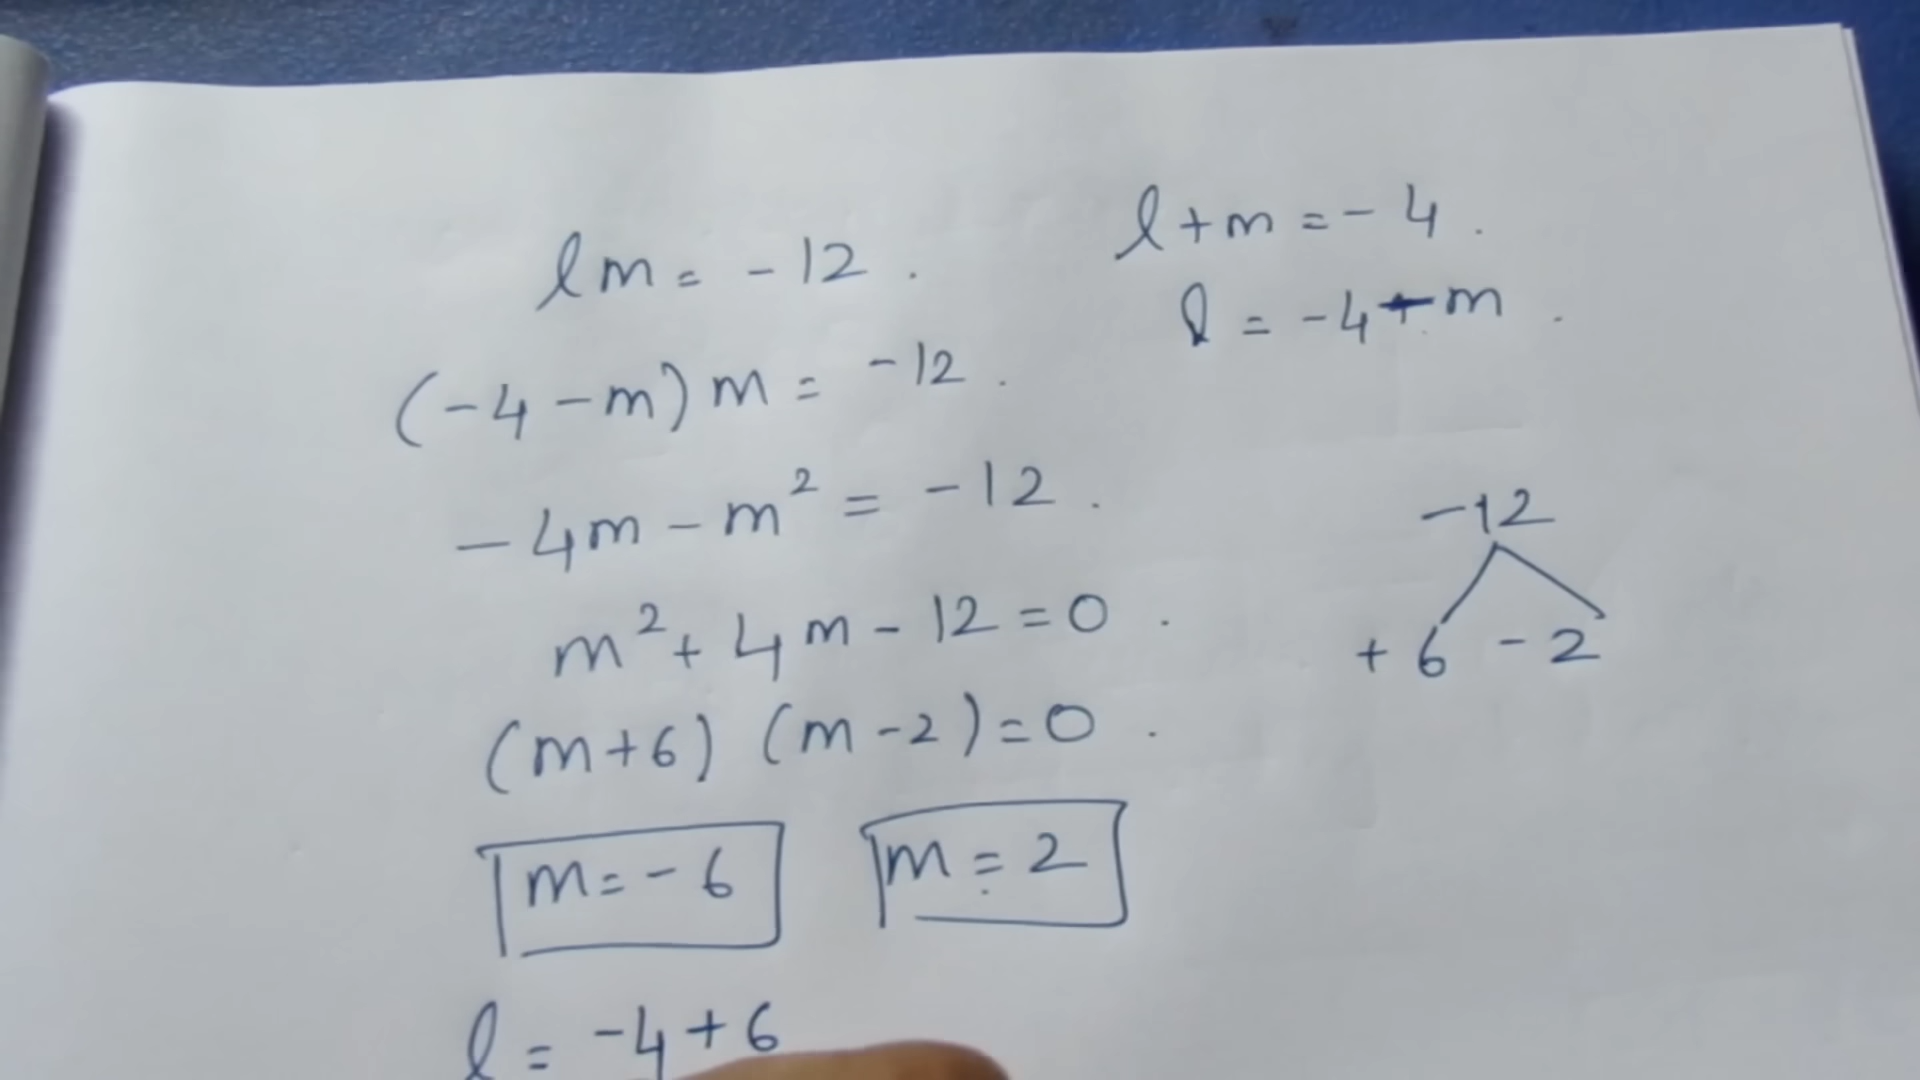 lm = -12 .
l + m = - 4 .
l = -4 - m .
(-4 - m) m = -12 .
- 4m - m² = -12 .
m² + 4m - 12 = 0 .
(m+6) (m-2) = 0 .
-12
+ 6 - 2
m = - 6
m = 2
l = -4 + 6